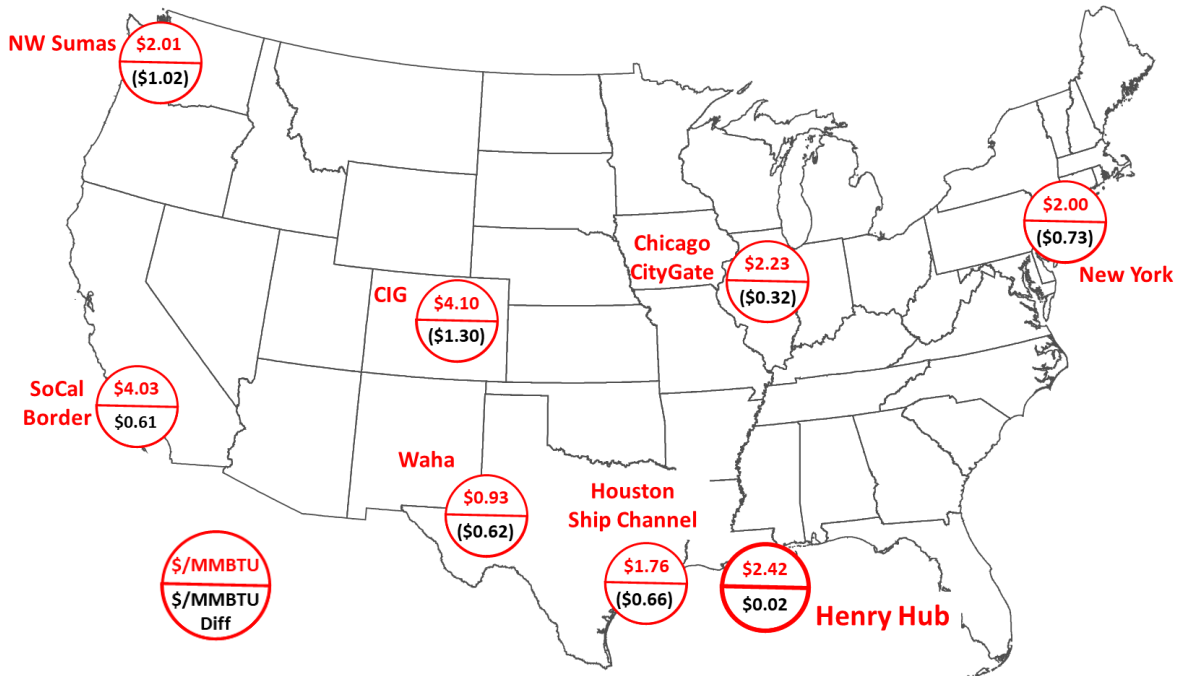 NW Sumas
$2.01
($1.02)
$2.00
($0.73)
New York
Chicago
CityGate
$2.23
($0.32)
CIG
$4.10
($1.30)
SoCal
Border
$4.03
$0.61
Waha
$0.93
($0.62)
Houston
Ship Channel
$1.76
($0.66)
$2.42
$0.02
Henry Hub
$/MMBTU
$/MMBTU
Diff